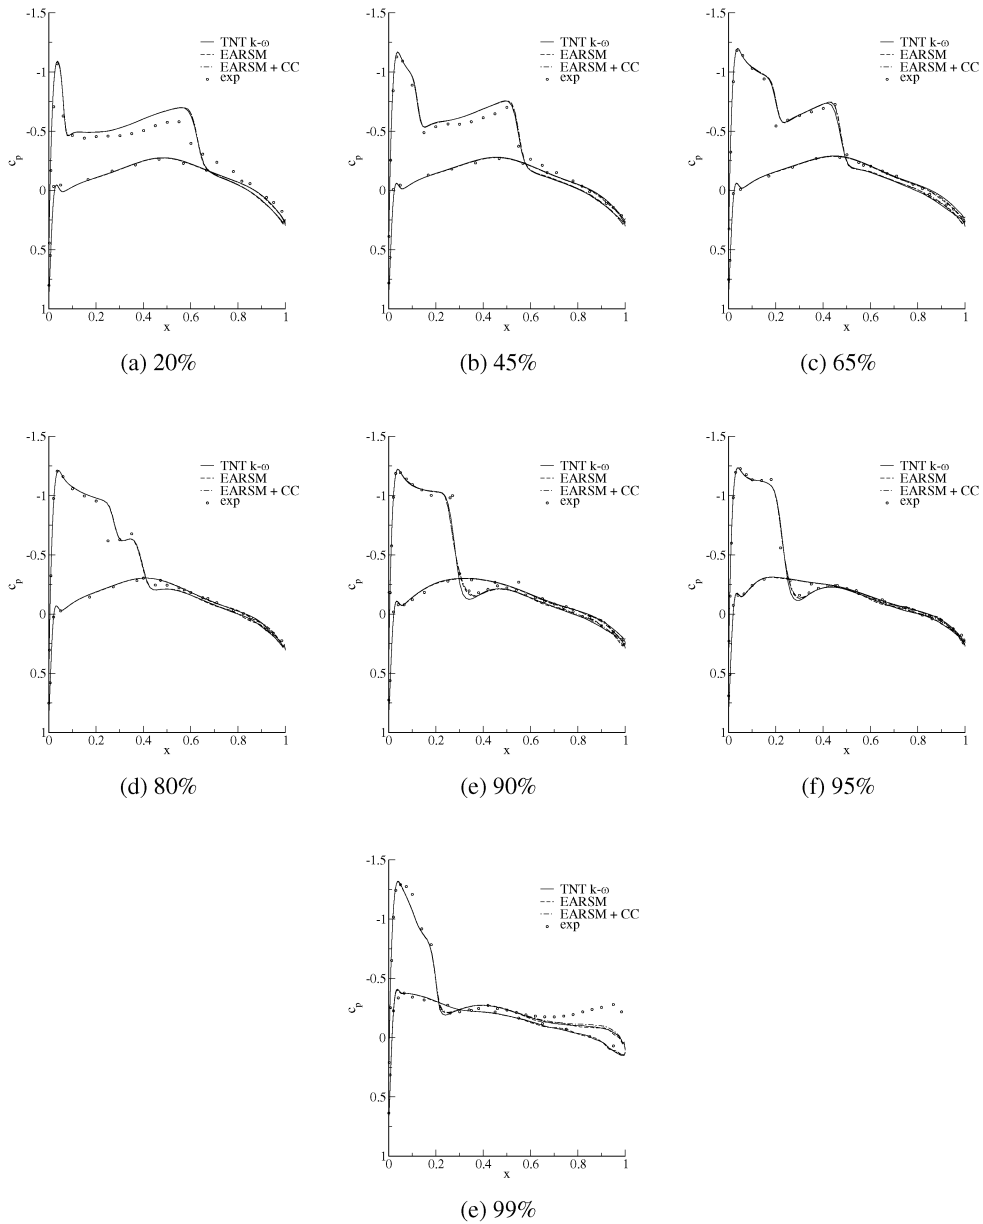 -1.5
-1
-0.5
0
0.5
1
c_p
0 0.2 0.4 0.6 0.8 1
x
TNT k-ω
EARSM
EARSM + CC
exp
(a) 20%
-1.5
-1
-0.5
0
0.5
1
c_p
0 0.2 0.4 0.6 0.8 1
x
TNT k-ω
EARSM
EARSM + CC
exp
(b) 45%
-1.5
-1
-0.5
0
0.5
1
c_p
0 0.2 0.4 0.6 0.8 1
x
TNT k-ω
EARSM
EARSM + CC
exp
(c) 65%
-1.5
-1
-0.5
0
0.5
1
c_p
0 0.2 0.4 0.6 0.8 1
x
TNT k-ω
EARSM
EARSM + CC
exp
(d) 80%
-1.5
-1
-0.5
0
0.5
1
c_p
0 0.2 0.4 0.6 0.8 1
x
TNT k-ω
EARSM
EARSM + CC
exp
(e) 90%
-1.5
-1
-0.5
0
0.5
1
c_p
0 0.2 0.4 0.6 0.8 1
x
TNT k-ω
EARSM
EARSM + CC
exp
(f) 95%
-1.5
-1
-0.5
0
0.5
1
c_p
0 0.2 0.4 0.6 0.8 1
x
TNT k-ω
EARSM
EARSM + CC
exp
(e) 99%